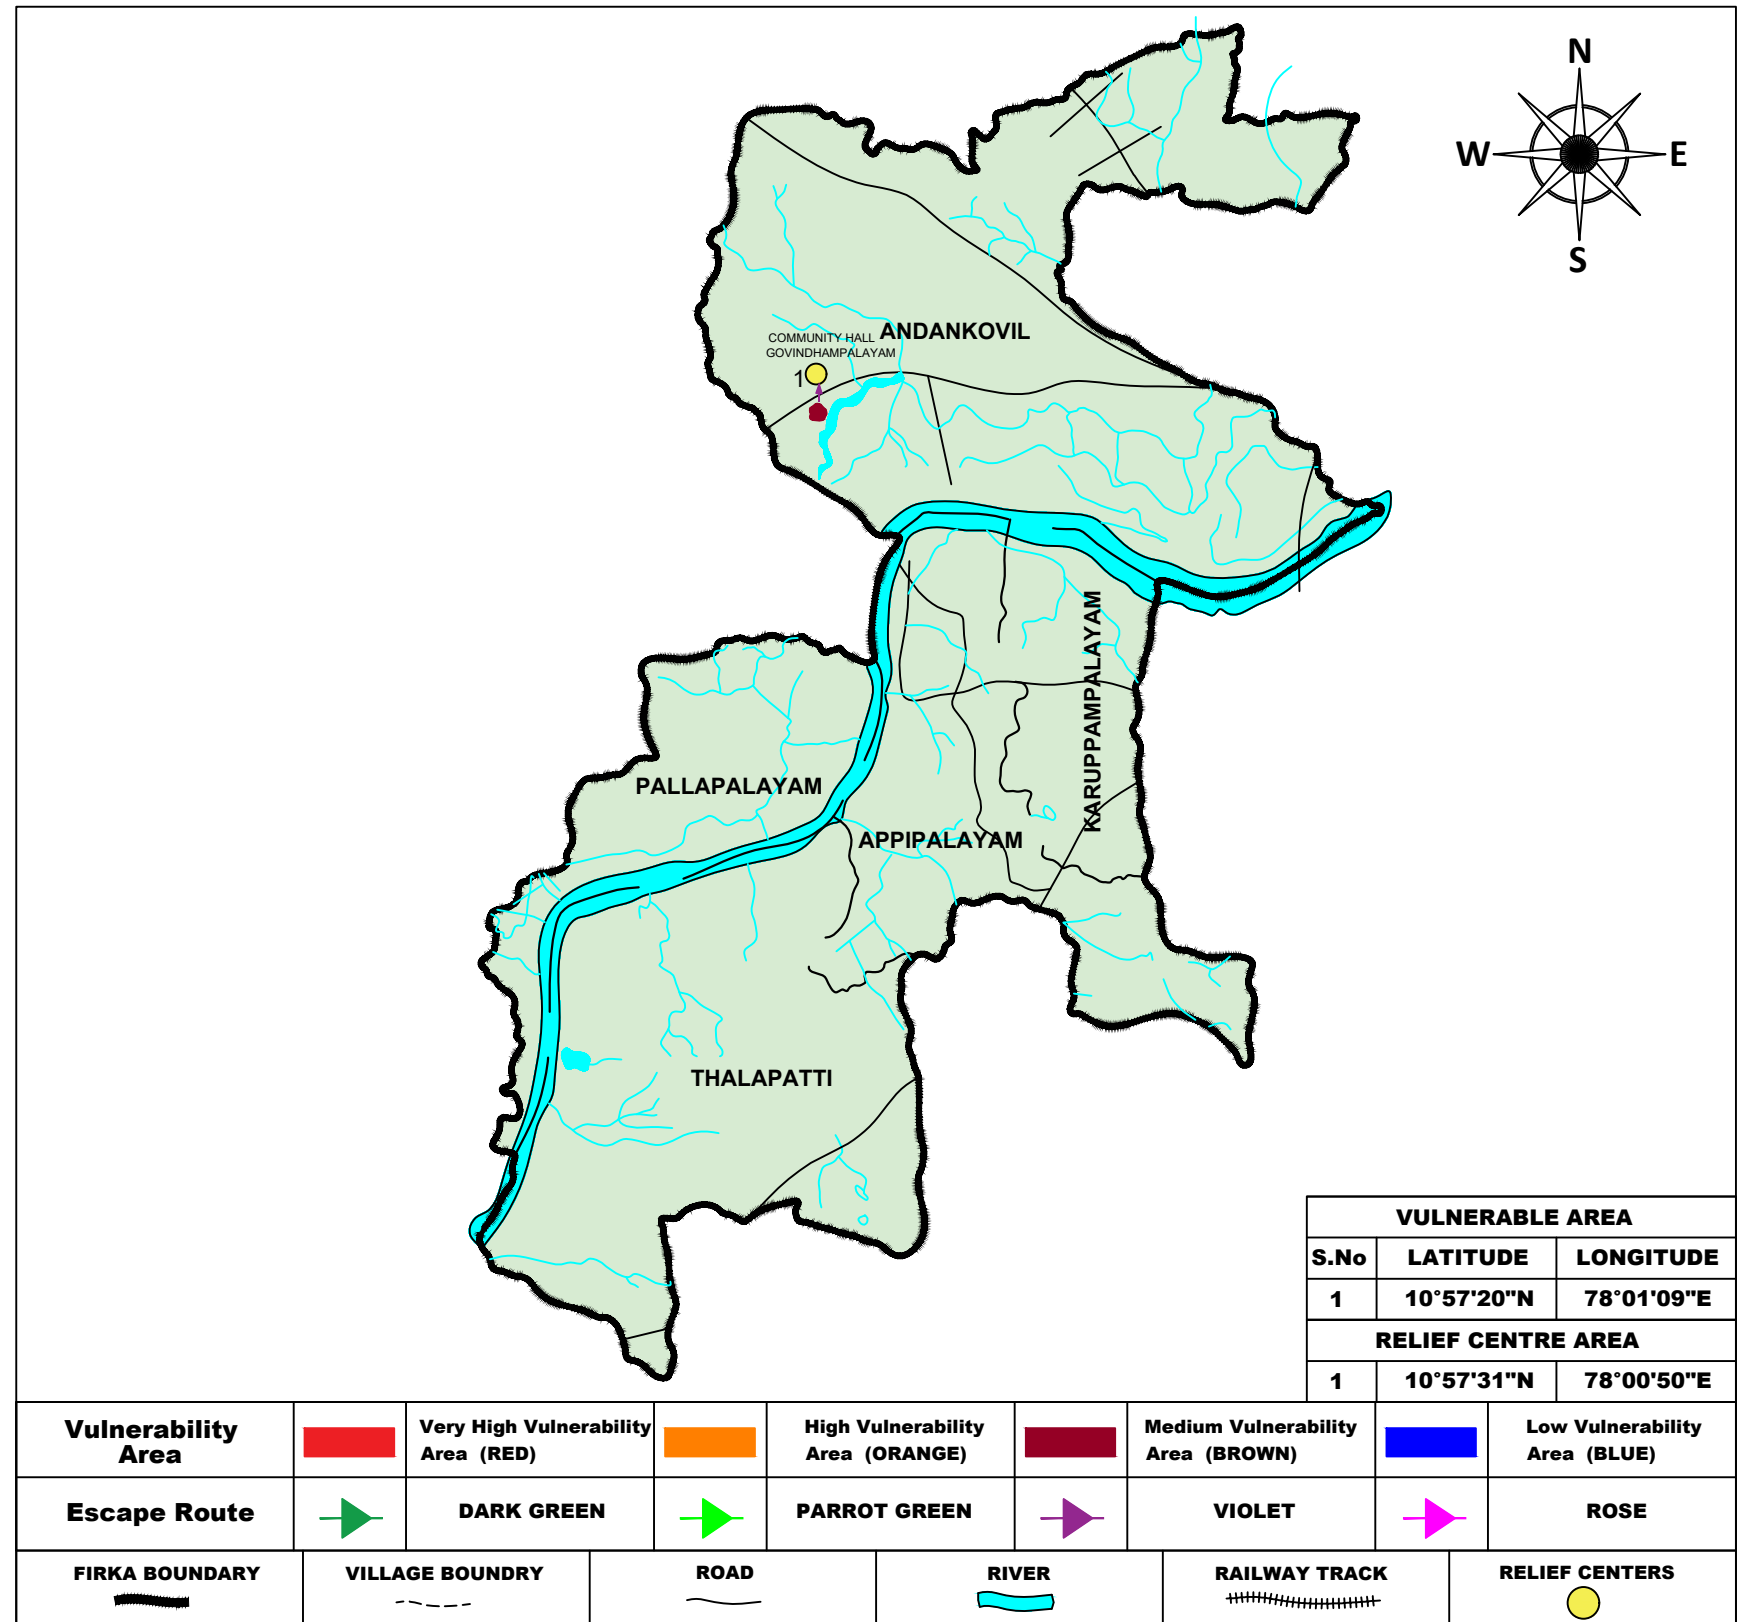 N
W
E
S
ANDANKOVIL
COMMUNITY HALL
GOVINDHAMPALAYAM
1
KARUPPAMPALAYAM
PALLAPALAYAM
APPIPALAYAM
THALAPATTI
VULNERABLE AREA
S.No LATITUDE LONGITUDE
1 10°57'20"N 78°01'09"E
RELIEF CENTRE AREA
1 10°57'31"N 78°00'50"E
Vulnerability
Area
Very High Vulnerability
Area (RED)
High Vulnerability
Area (ORANGE)
Medium Vulnerability
Area (BROWN)
Low Vulnerability
Area (BLUE)
Escape Route DARK GREEN PARROT GREEN VIOLET ROSE
FIRKA BOUNDARY VILLAGE BOUNDRY ROAD RIVER RAILWAY TRACK RELIEF CENTERS